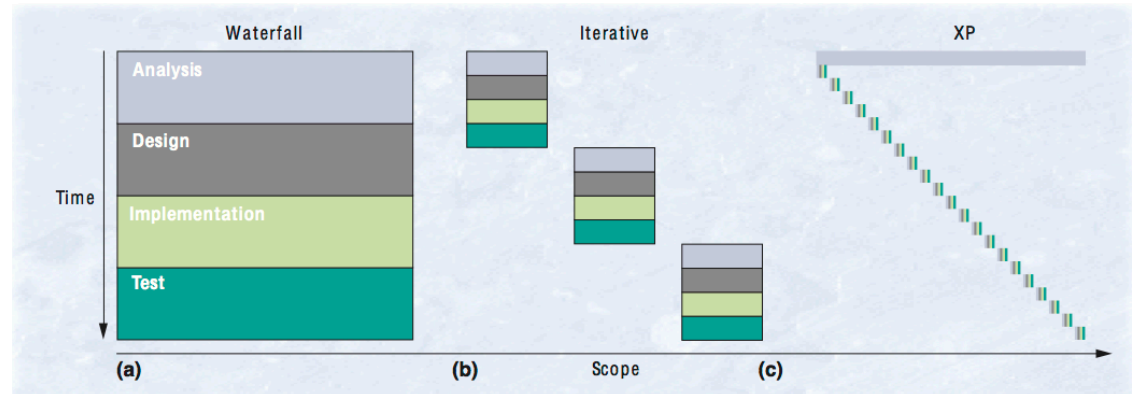 Waterfall Iterative XP
Analysis
Design
Time
Implementation
Test
(a) (b) Scope (c)